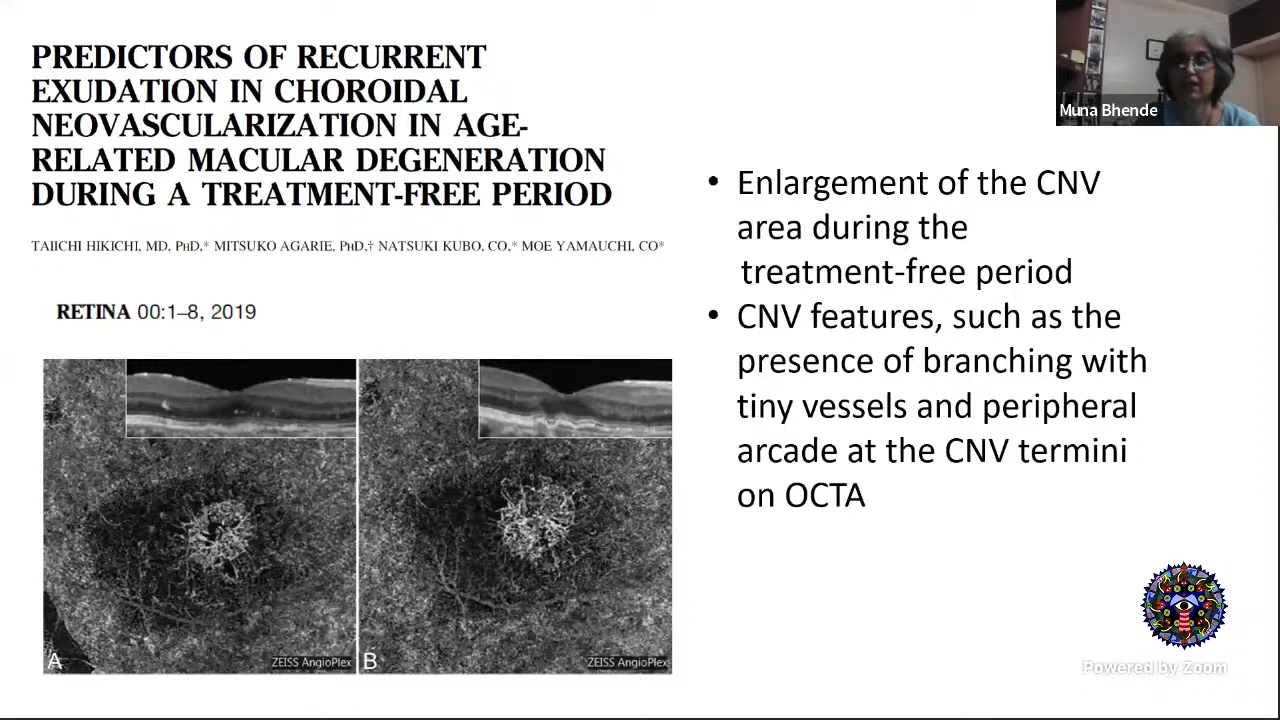 PREDICTORS OF RECURRENT
EXUDATION IN CHOROIDAL
NEOVASCULARIZATION IN AGE-
RELATED MACULAR DEGENERATION
DURING A TREATMENT-FREE PERIOD
TAIICHI HIKICHI, MD, PHD,* MITSUKO AGARIE, PHD,† NATSUKI KUBO, CO,* MOE YAMAUCHI, CO*
RETINA 00:1–8, 2019
A
ZEISS AngioPlex
B
ZEISS AngioPlex
Muna Bhende
• Enlargement of the CNV
area during the
treatment-free period
• CNV features, such as the
presence of branching with
tiny vessels and peripheral
arcade at the CNV termini
on OCTA
Powered by Zoom